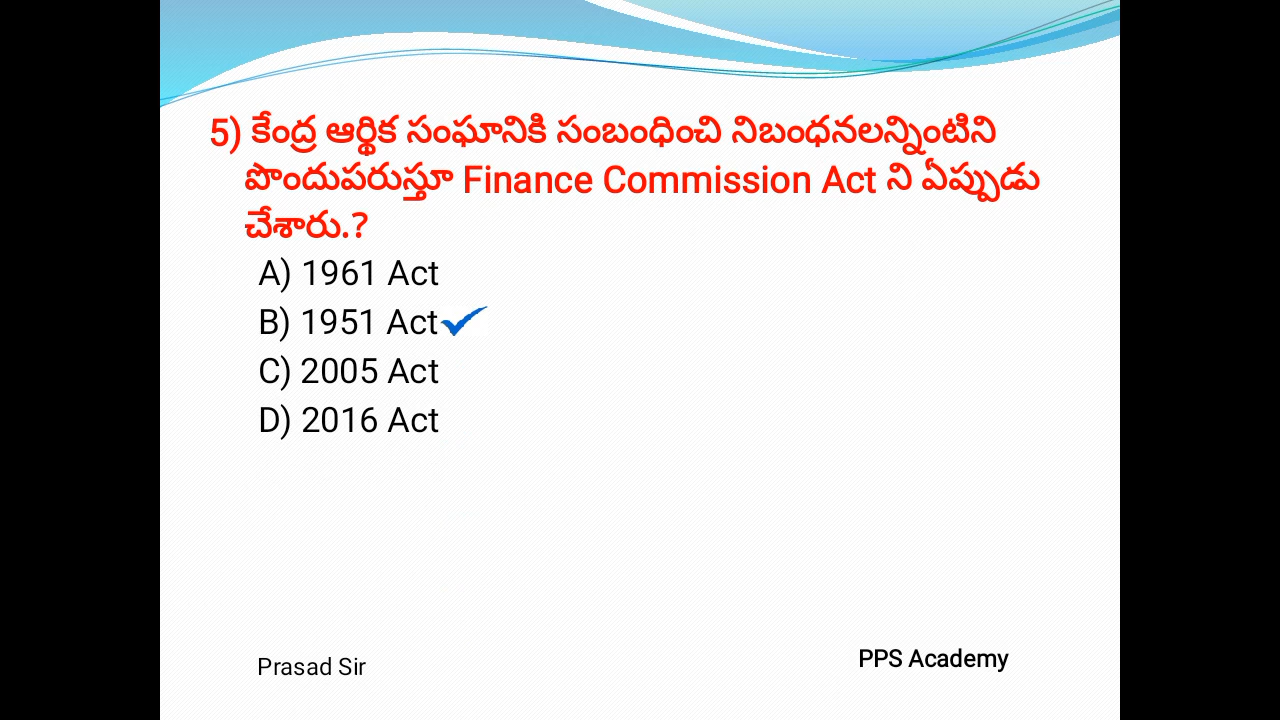 5) కేంద్ర ఆర్థిక సంఘానికి సంబంధించి నిబంధనలన్నింటిని
పొందుపరుస్తూ Finance Commission Act ని ఏప్పుడు
చేశారు.?
A) 1961 Act
B) 1951 Act
C) 2005 Act
D) 2016 Act
Prasad Sir
PPS Academy